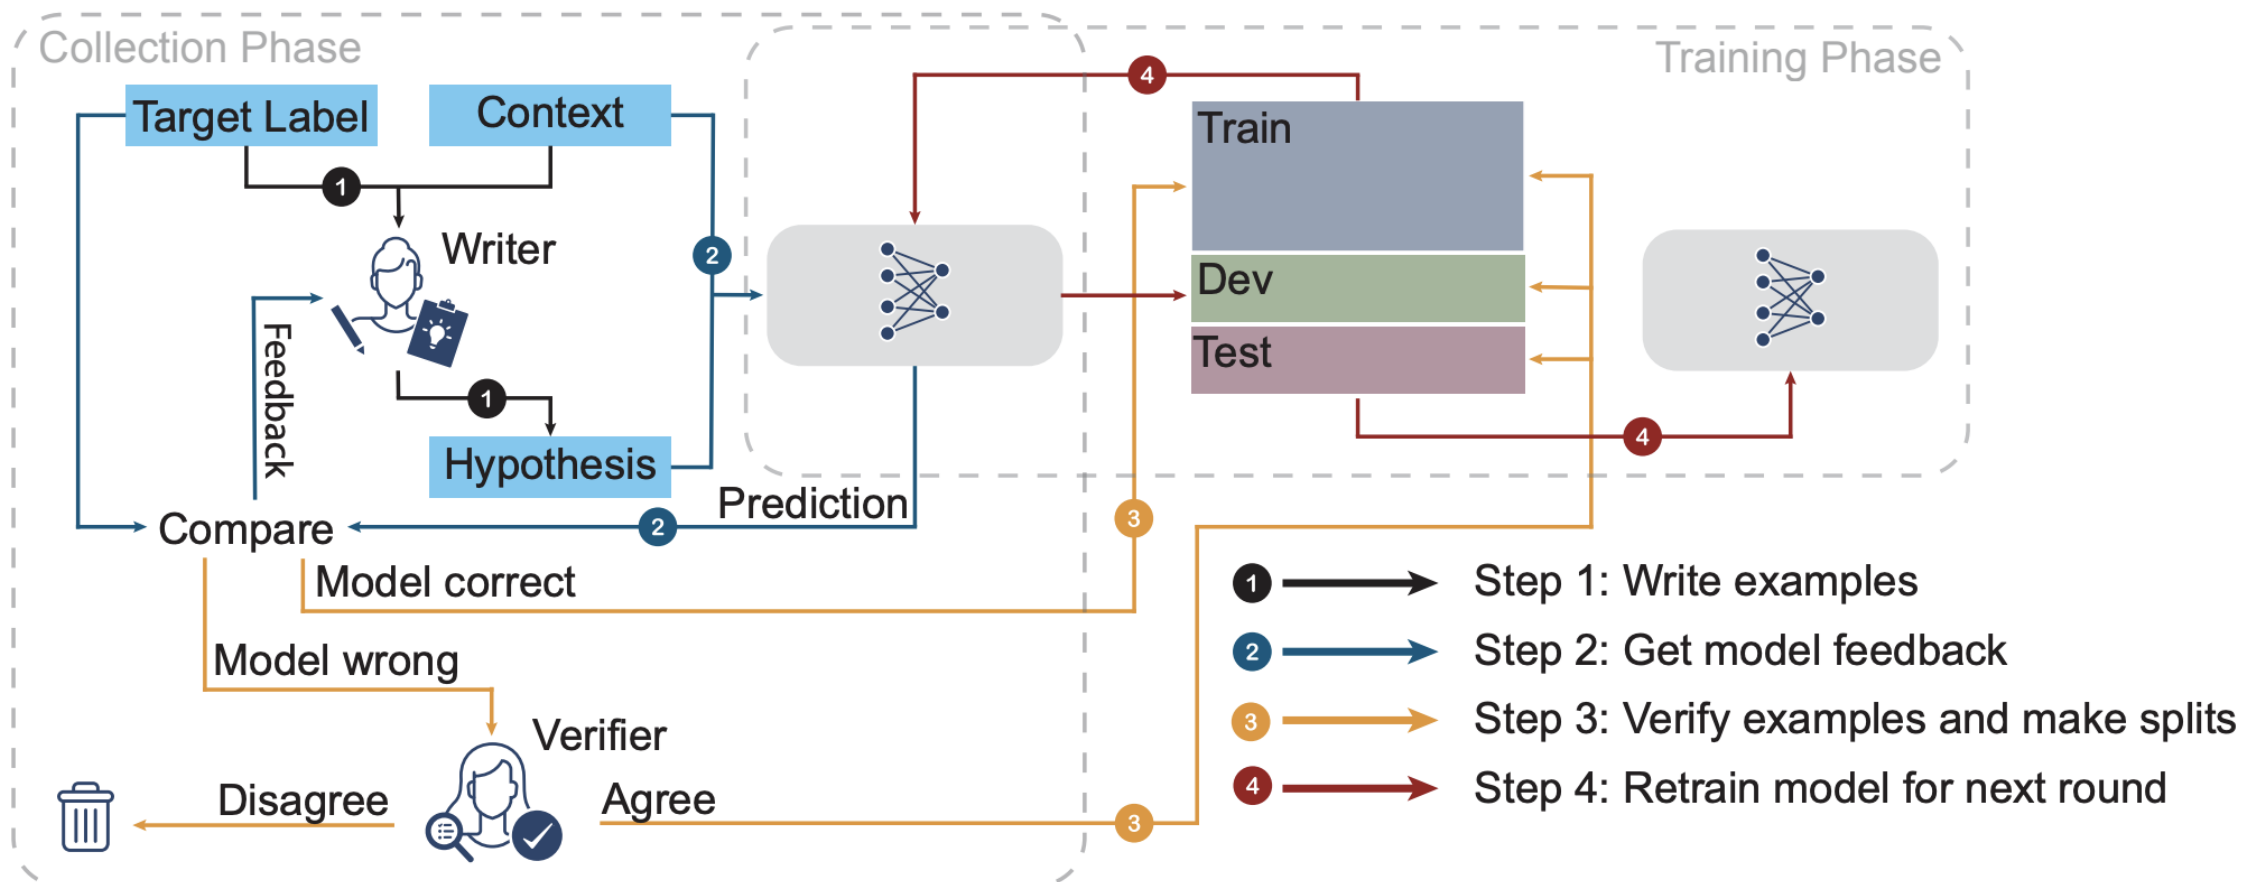 Collection Phase
Training Phase
Target Label
Context
4
Train
1
Writer
2
Dev
Feedback
Test
1
4
Hypothesis
Prediction
3
Compare
2
Model correct
1 Step 1: Write examples
Model wrong
2 Step 2: Get model feedback
Verifier
3 Step 3: Verify examples and make splits
Disagree
Agree
3
4 Step 4: Retrain model for next round